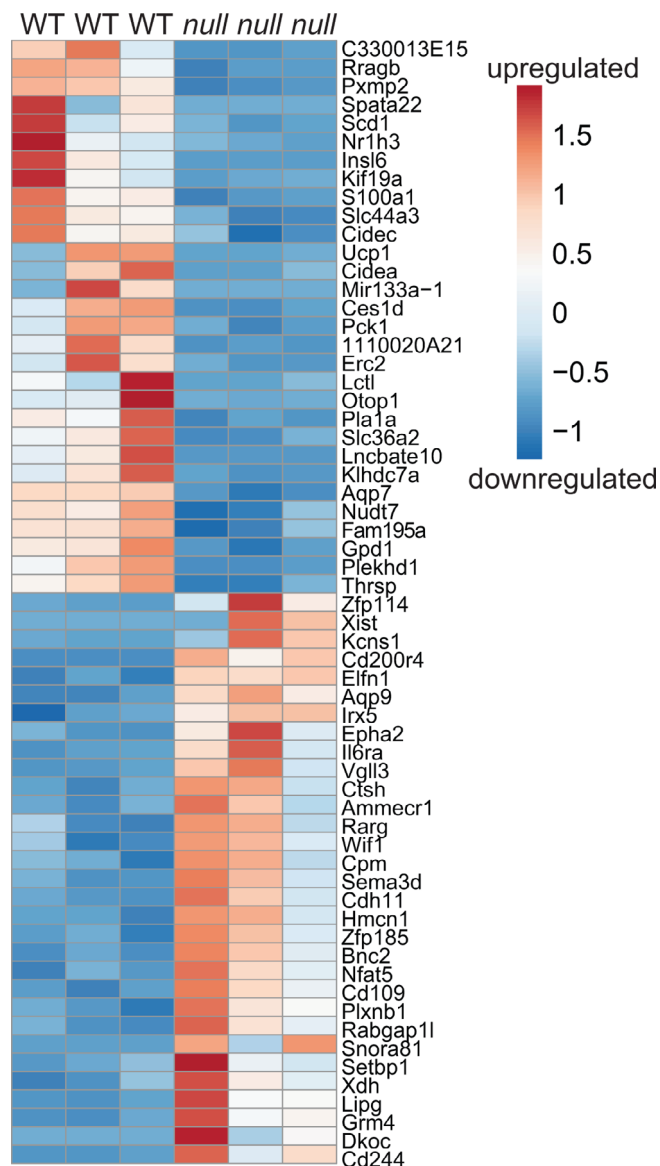 WT WT WT null null null
C330013E15
Rragb
Pxmp2
Spata22
Scd1
Nr1h3
Insl6
Kif19a
S100a1
Slc44a3
Cidec
Ucp1
Cidea
Mir133a-1
Ces1d
Pck1
1110020A21
Erc2
Lctl
Otop1
Pla1a
Slc36a2
Lncbate10
Klhdc7a
Aqp7
Nudt7
Fam195a
Gpd1
Plekhd1
Thrsp
Zfp114
Xist
Kcns1
Cd200r4
Elfn1
Aqp9
Irx5
Epha2
Il6ra
Vgll3
Ctsh
Ammecr1
Rarg
Wif1
Cpm
Sema3d
Cdh11
Hmcn1
Zfp185
Bnc2
Nfat5
Cd109
Plxnb1
Rabgap1l
Snora81
Setbp1
Xdh
Lipg
Grm4
Dkoc
Cd244
upregulated
1.5
1
0.5
0
−0.5
−1
downregulated